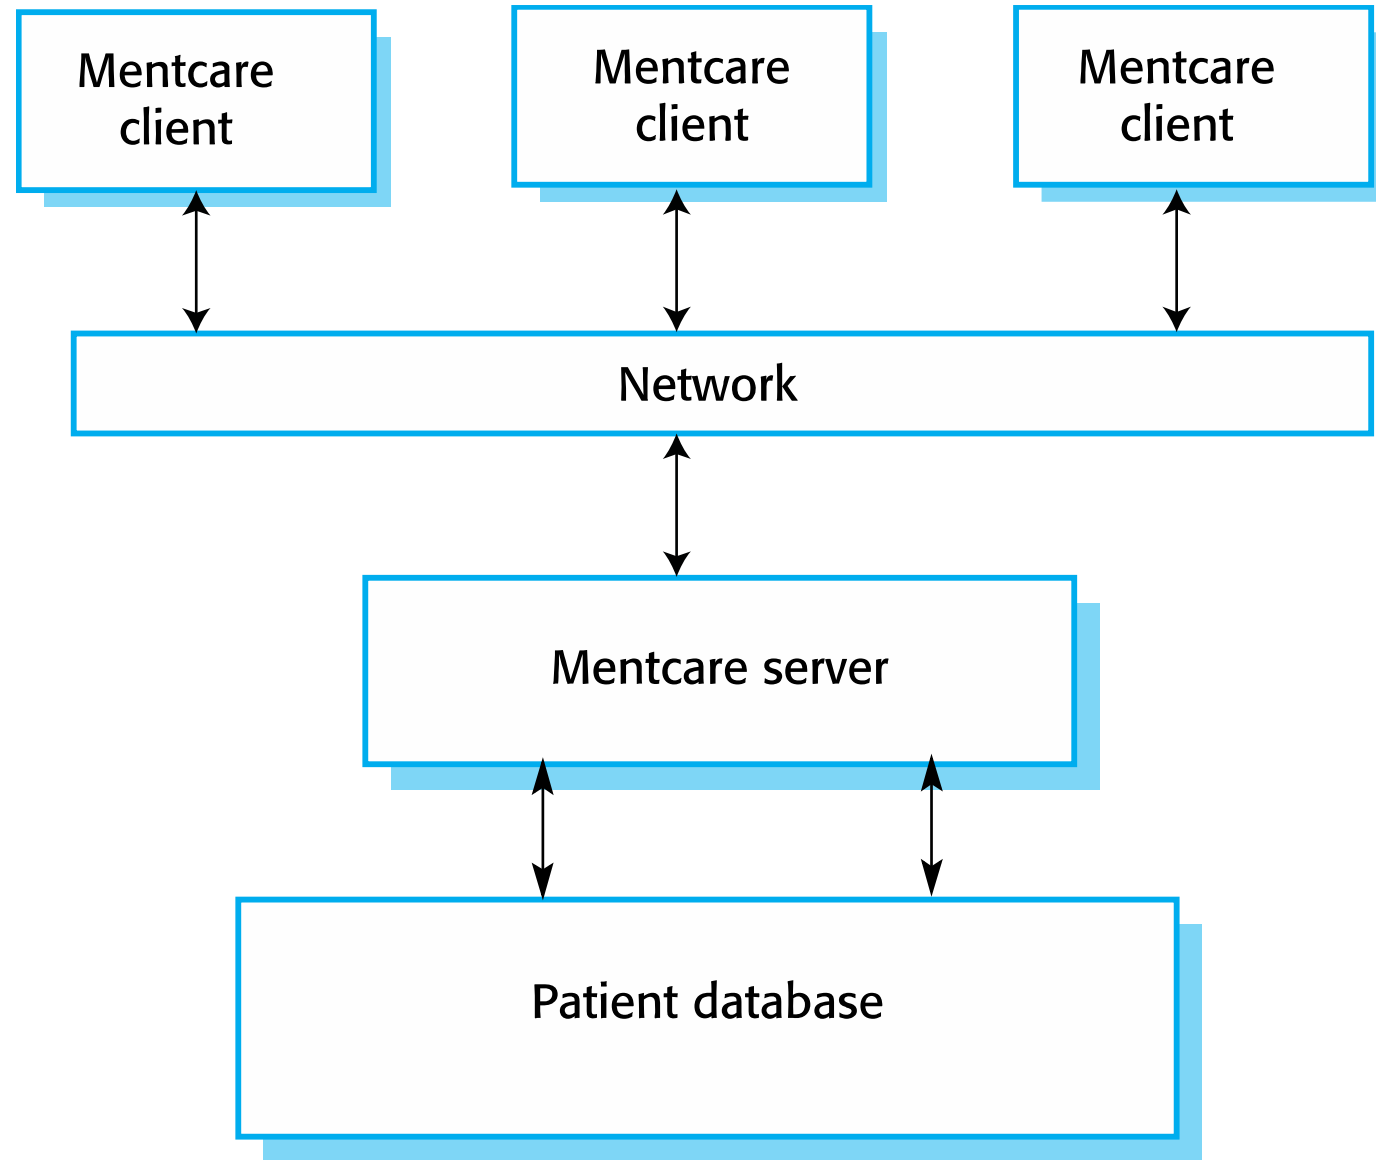 Mentcare
client
Mentcare
client
Mentcare
client
Network
Mentcare server
Patient database